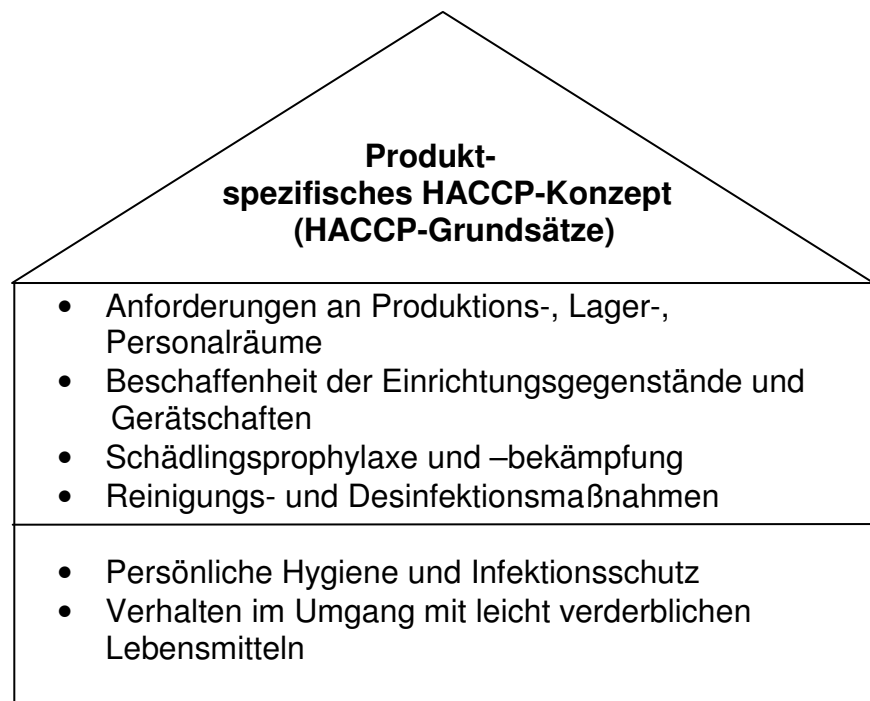 Produkt-
spezifisches HACCP-Konzept
(HACCP-Grundsätze)
• Anforderungen an Produktions-, Lager-,
Personalräume
• Beschaffenheit der Einrichtungsgegenstände und
Gerätschaften
• Schädlingsprophylaxe und –bekämpfung
• Reinigungs- und Desinfektionsmaßnahmen
• Persönliche Hygiene und Infektionsschutz
• Verhalten im Umgang mit leicht verderblichen
Lebensmitteln